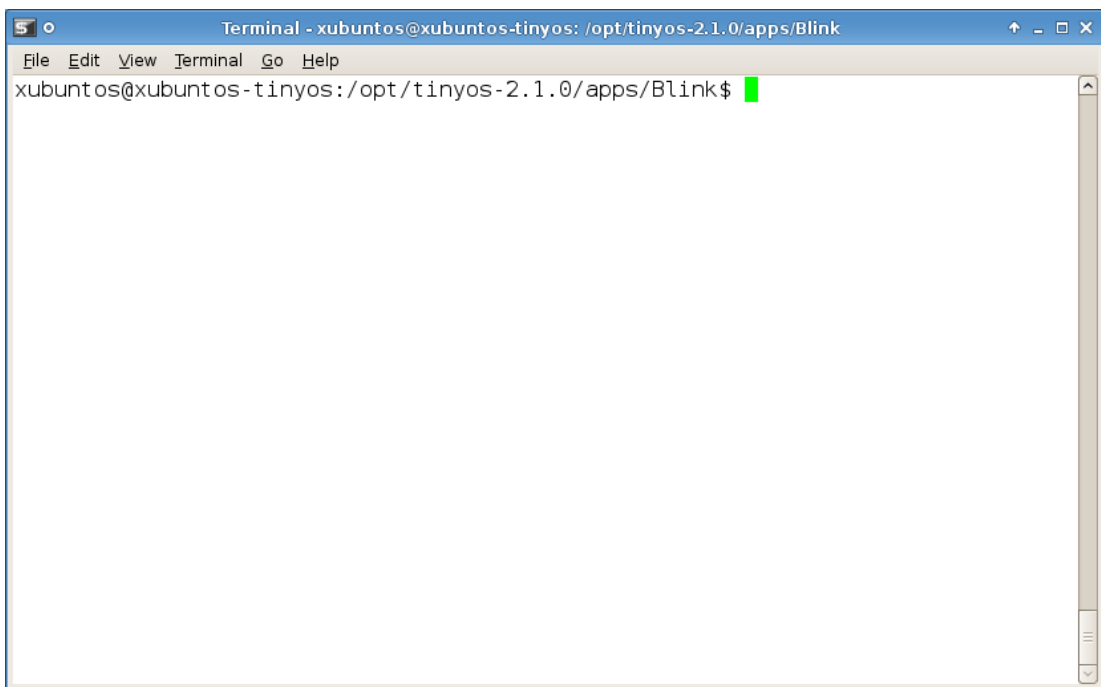 Terminal - xubuntos@xubuntos-tinyos: /opt/tinyos-2.1.0/apps/Blink
File Edit View Terminal Go Help
xubuntos@xubuntos-tinyos:/opt/tinyos-2.1.0/apps/Blink$